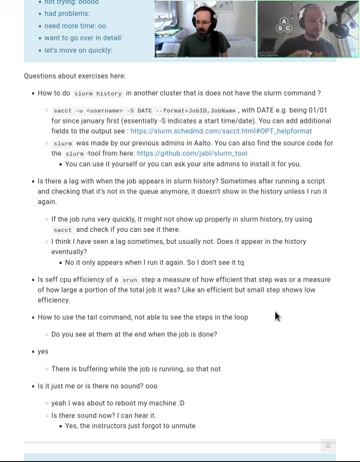 not trying: ooooo
had problems:
need more time: oo
want to go over in detail:
let's move on quickly:
Questions about exercises here:
How to do slurm history in another cluster that is does not have the slurm command ?
sacct -u <username> -S DATE --format=JobID,JobName , with DATE e.g. being 01/01
for since january first (essentially -S indicates a start time/date). You can add additional
fields to the output see : https://slurm.schedmd.com/sacct.html#OPT_helpformat
slurm was made by our previous admins in Aalto. You can also find the source code for
the slurm -tool from here: https://github.com/jabl/slurm_tool
You can use it yourself or you can ask your site admins to install it for you.
Is there a lag with when the job appears in slurm history? Sometimes after running a script
and checking that it's not in the queue anymore, it doesn't show in the history unless I run it
again.
If the job runs very quickly, it might not show up properly in slurm history, try using
sacct and check if you can see it there.
I think I have seen a lag sometimes, but usually not. Does it appear in the history
eventually?
No it only appears when I run it again. So I don't see it tq
Is seff cpu efficiency of a srun step a measure of how efficient that step was or a measure
of how large a portion of the total job it was? Like an efficient but small step shows low
efficiency.
How to use the tail command, not able to see the steps in the loop
Do you see at them at the end when the job is done?
yes
There is buffering while the job is running, so that not
Is it just me or is there no sound? ooo
yeah I was about to reboot my machine :D
Is there sound now? I can hear it.
Yes, the instructors just forgot to unmute